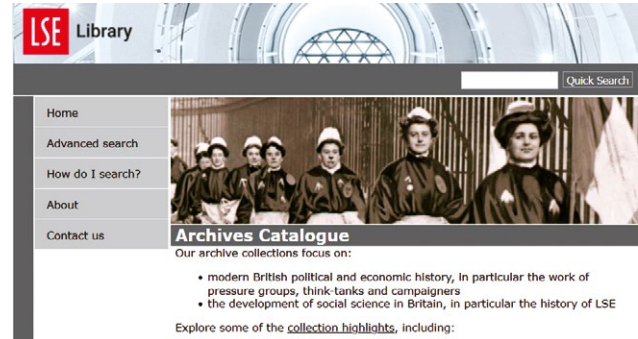 LSE Library
Quick Search
Home
Advanced search
How do I search?
About
Contact us
Archives Catalogue
Our archive collections focus on:
• modern British political and economic history, in particular the work of
pressure groups, think-tanks and campaigners
• the development of social science in Britain, in particular the history of LSE
Explore some of the collection highlights, including: